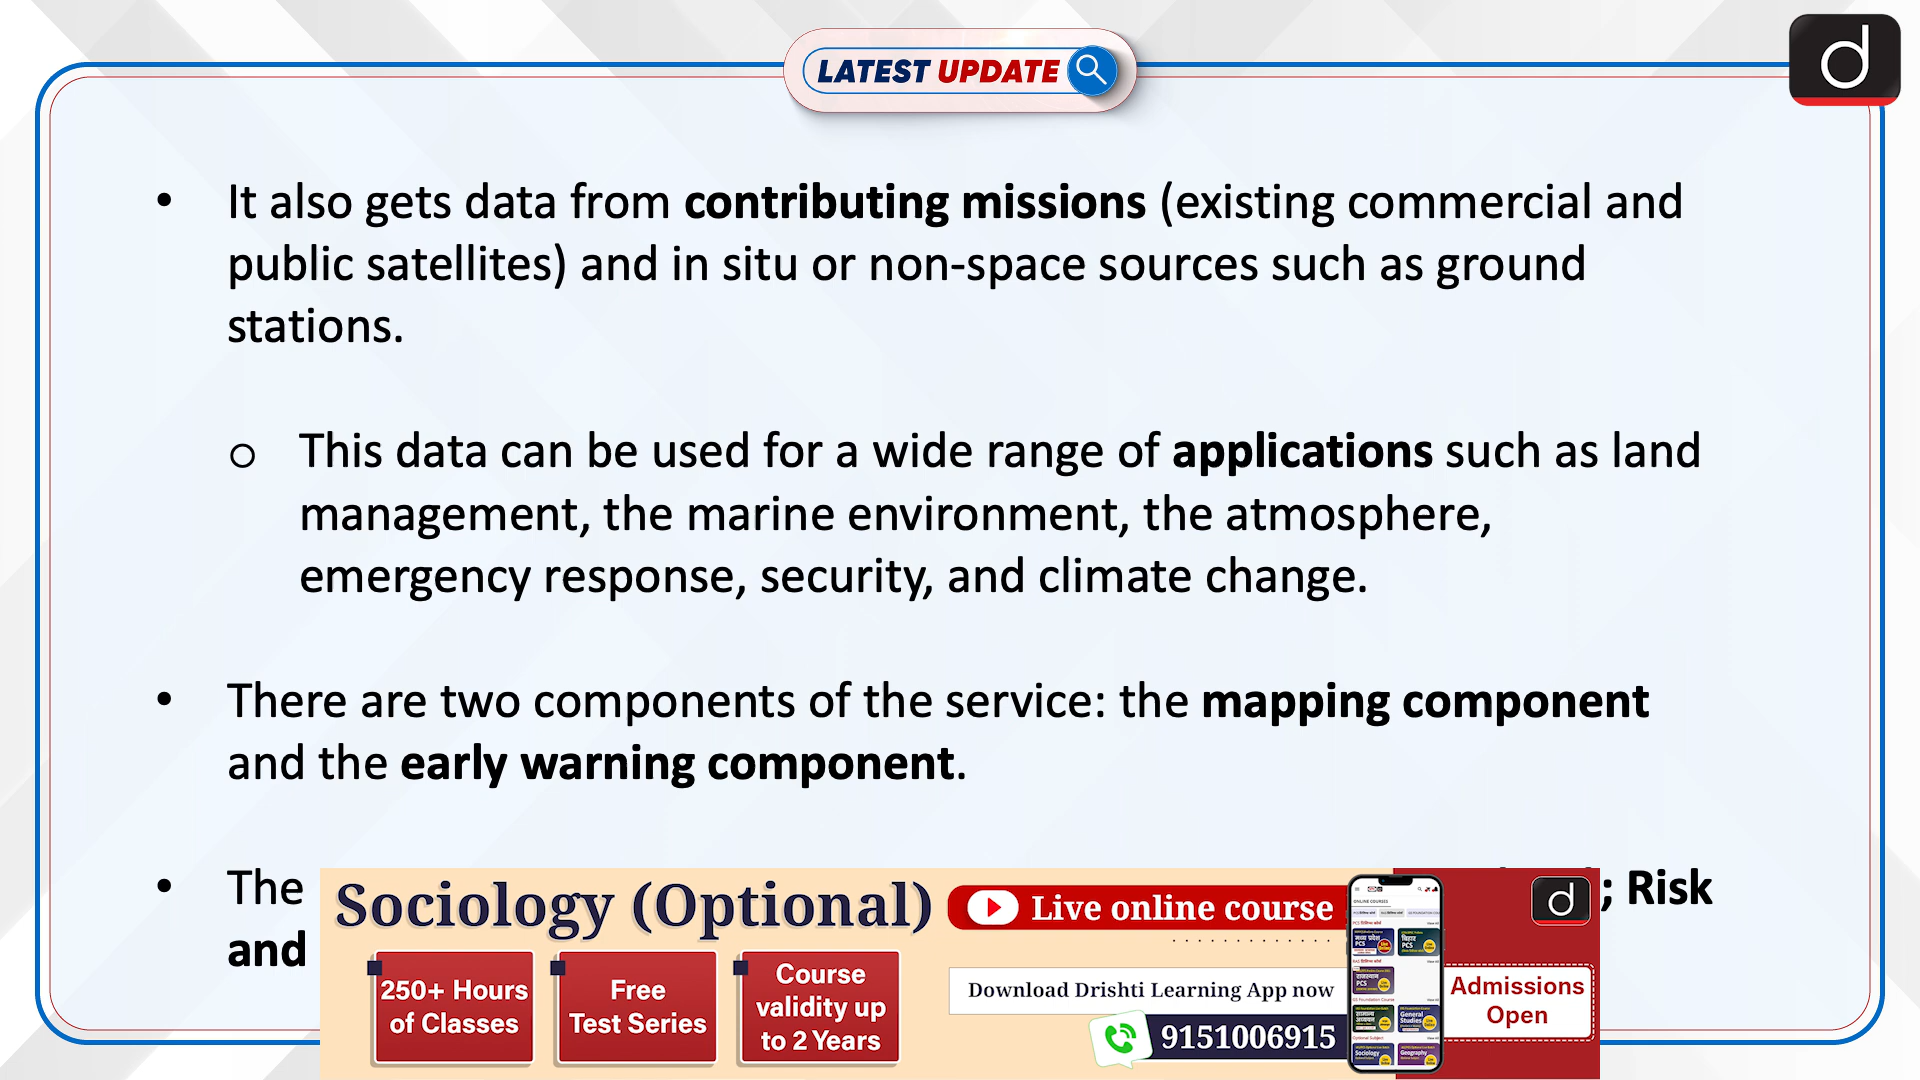 LATEST UPDATE
d
• It also gets data from contributing missions (existing commercial and
public satellites) and in situ or non-space sources such as ground
stations.
o This data can be used for a wide range of applications such as land
management, the marine environment, the atmosphere,
emergency response, security, and climate change.
• There are two components of the service: the mapping component
and the early warning component.
• The
; Risk
and
Sociology (Optional)
250+ Hours
of Classes
Free
Test Series
Course
validity up
to 2 Years
Live online course
Download Drishti Learning App now
9151006915
ONLINE COURSES
d
Admissions
Open